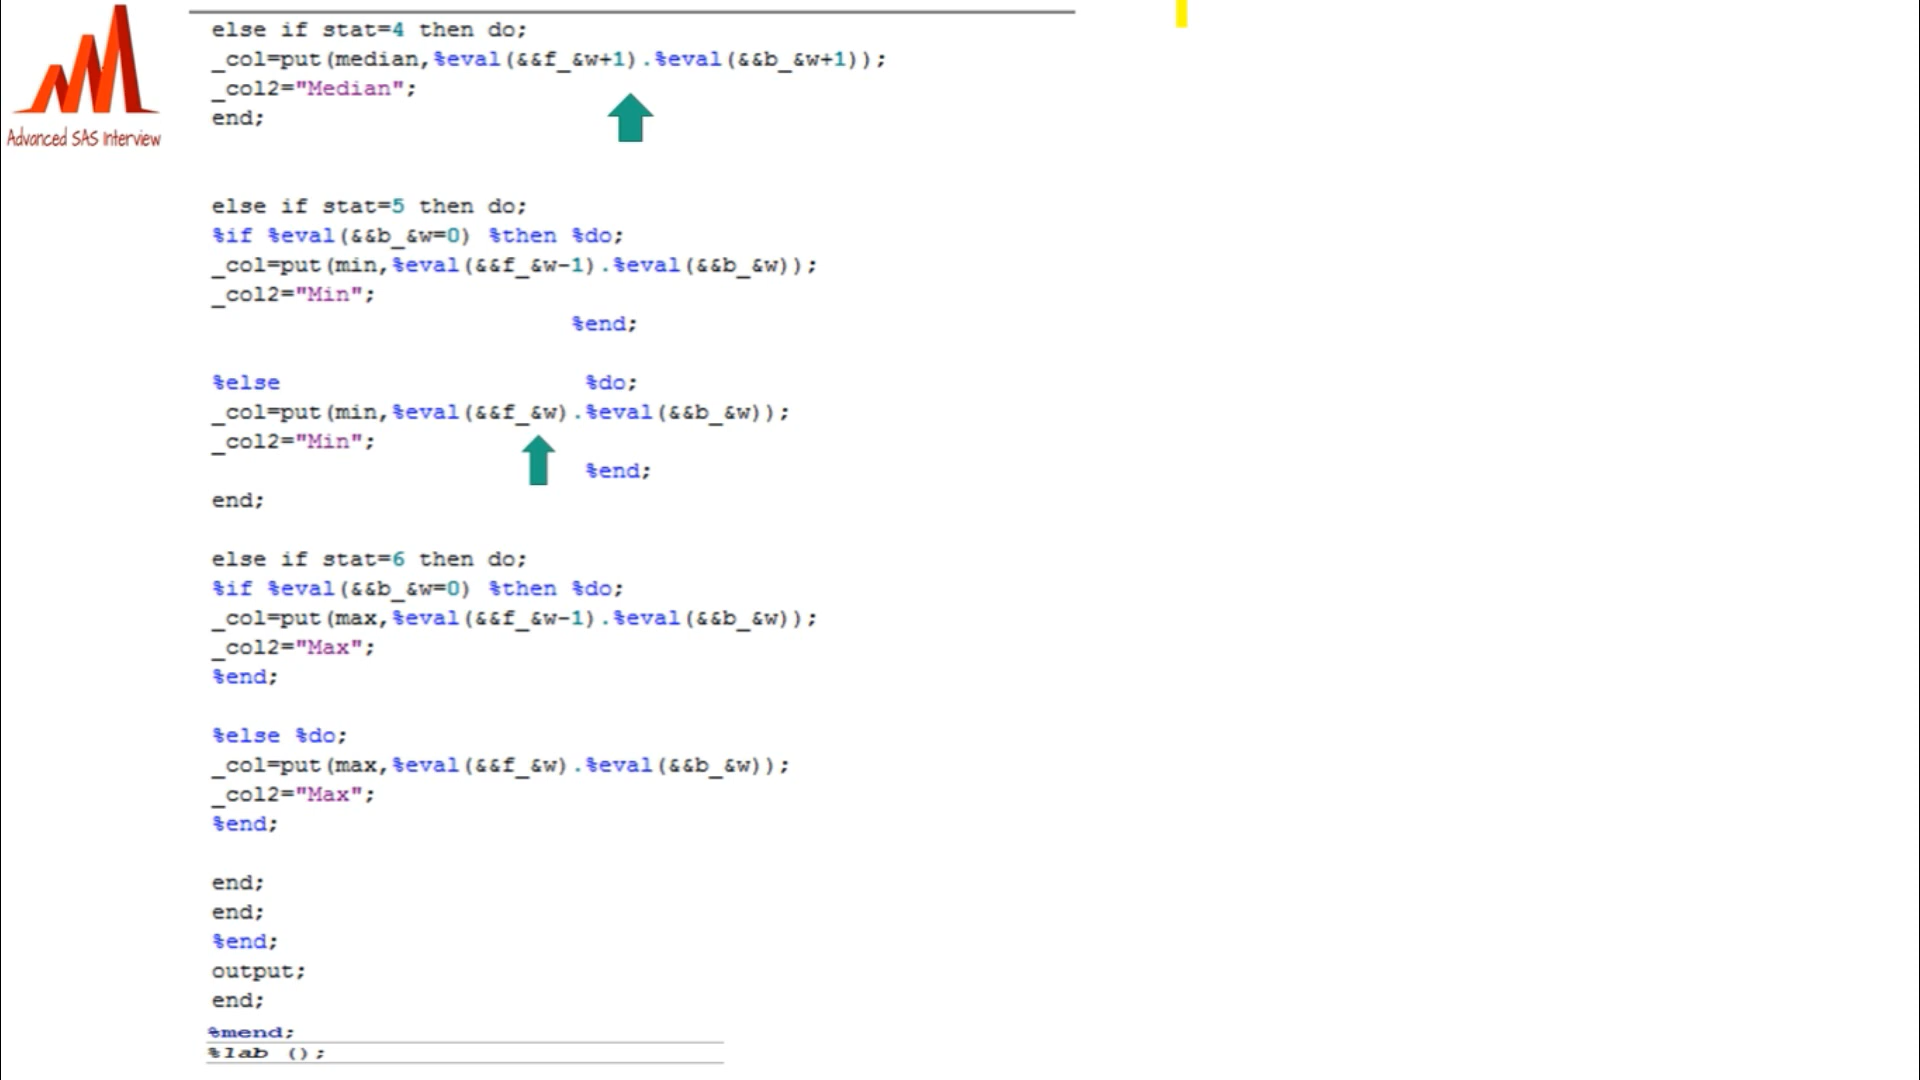 Advanced SAS Interview
else if stat=4 then do;
_col=put(median,%eval(&&f_&w+1).%eval(&&b_&w+1));
_col2="Median";
end;
else if stat=5 then do;
%if %eval(&&b_&w=0) %then %do;
_col=put(min,%eval(&&f_&w-1).%eval(&&b_&w));
_col2="Min";
%end;
%else %do;
_col=put(min,%eval(&&f_&w).%eval(&&b_&w));
_col2="Min";
%end;
end;
else if stat=6 then do;
%if %eval(&&b_&w=0) %then %do;
_col=put(max,%eval(&&f_&w-1).%eval(&&b_&w));
_col2="Max";
%end;
%else %do;
_col=put(max,%eval(&&f_&w).%eval(&&b_&w));
_col2="Max";
%end;
end;
end;
%end;
output;
end;
%mend;
%lab ();